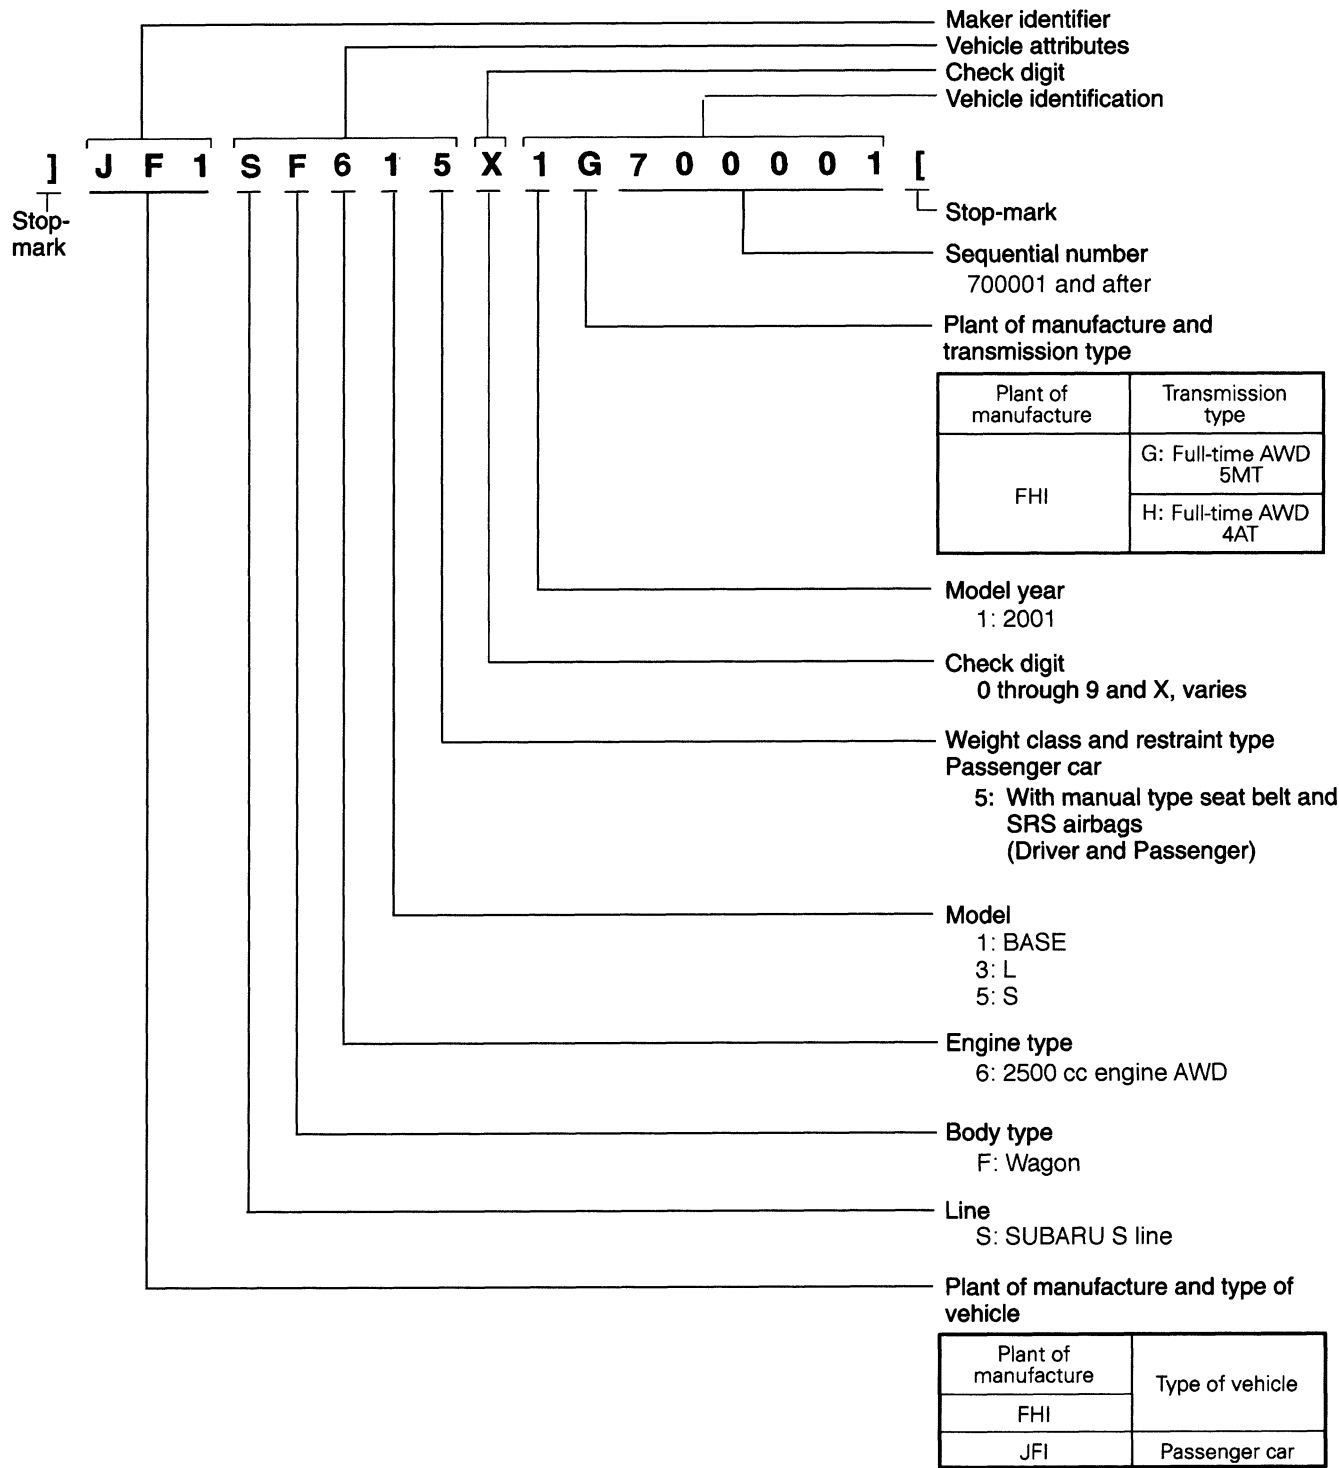 Maker identifier
Vehicle attributes
Check digit
Vehicle identification
] J F 1 S F 6 1 5 X 1 G 7 0 0 0 0 1 [
Stop-
mark
Stop-mark
Sequential number
700001 and after
Plant of manufacture and
transmission type
Plant of
manufacture
Transmission
type
FHI
G: Full-time AWD
5MT
H: Full-time AWD
4AT
Model year
1: 2001
Check digit
0 through 9 and X, varies
Weight class and restraint type
Passenger car
5: With manual type seat belt and
SRS airbags
(Driver and Passenger)
Model
1: BASE
3: L
5: S
Engine type
6: 2500 cc engine AWD
Body type
F: Wagon
Line
S: SUBARU S line
Plant of manufacture and type of
vehicle
Plant of
manufacture
Type of vehicle
FHI
JFI
Passenger car